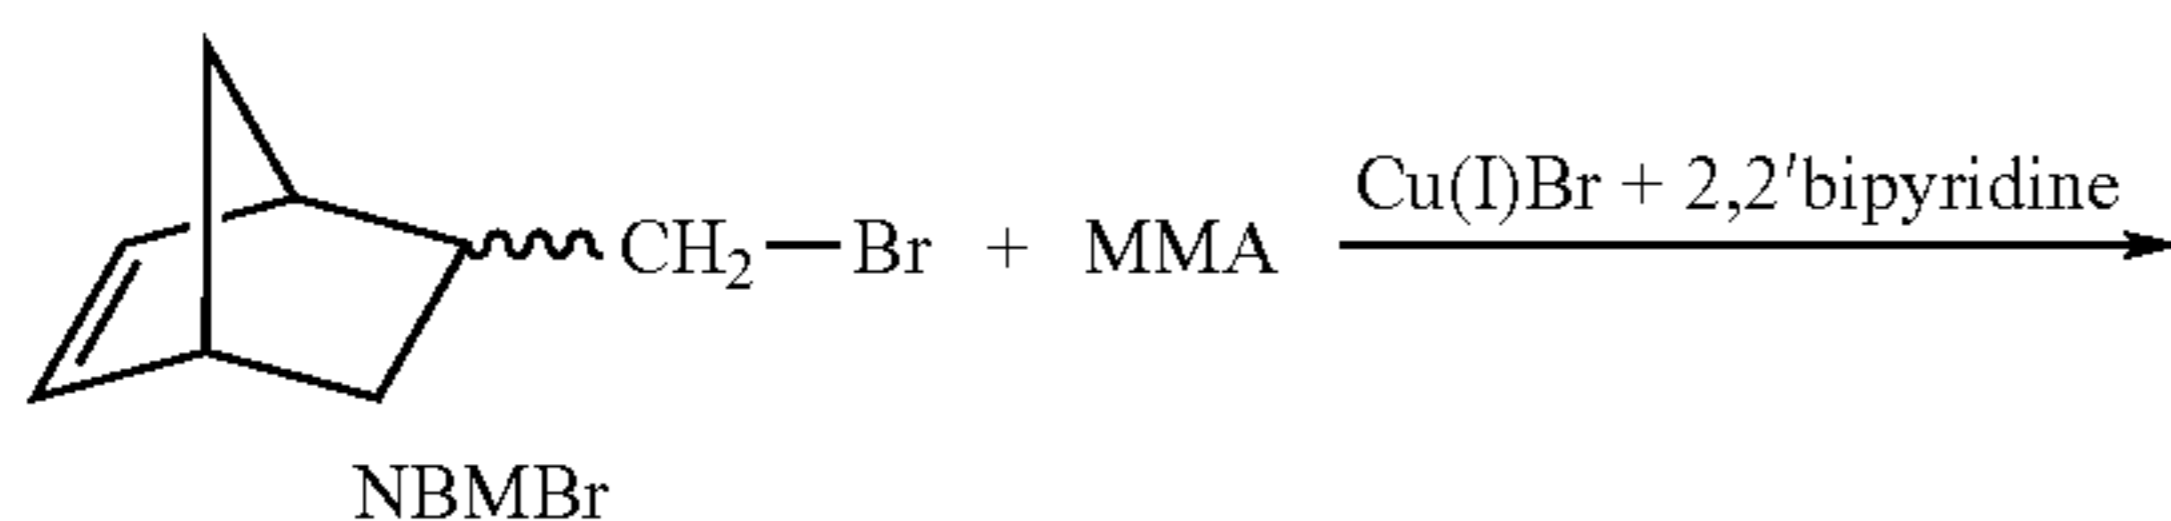 Cu(I)Br + 2,2′bipyridine
CH₂—Br + MMA
NBMBr